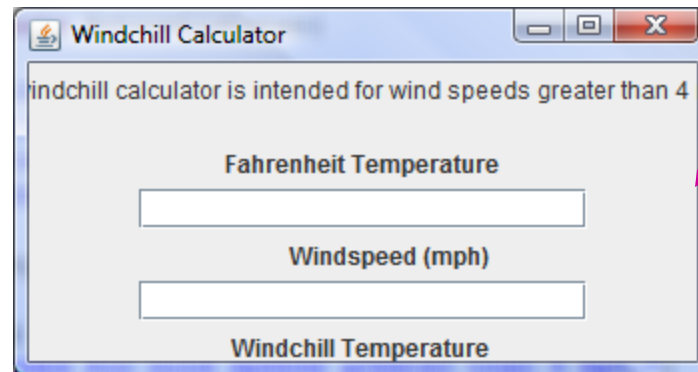 Windchill Calculator
indchill calculator is intended for wind speeds greater than 4
Fahrenheit Temperature
Windspeed (mph)
Windchill Temperature